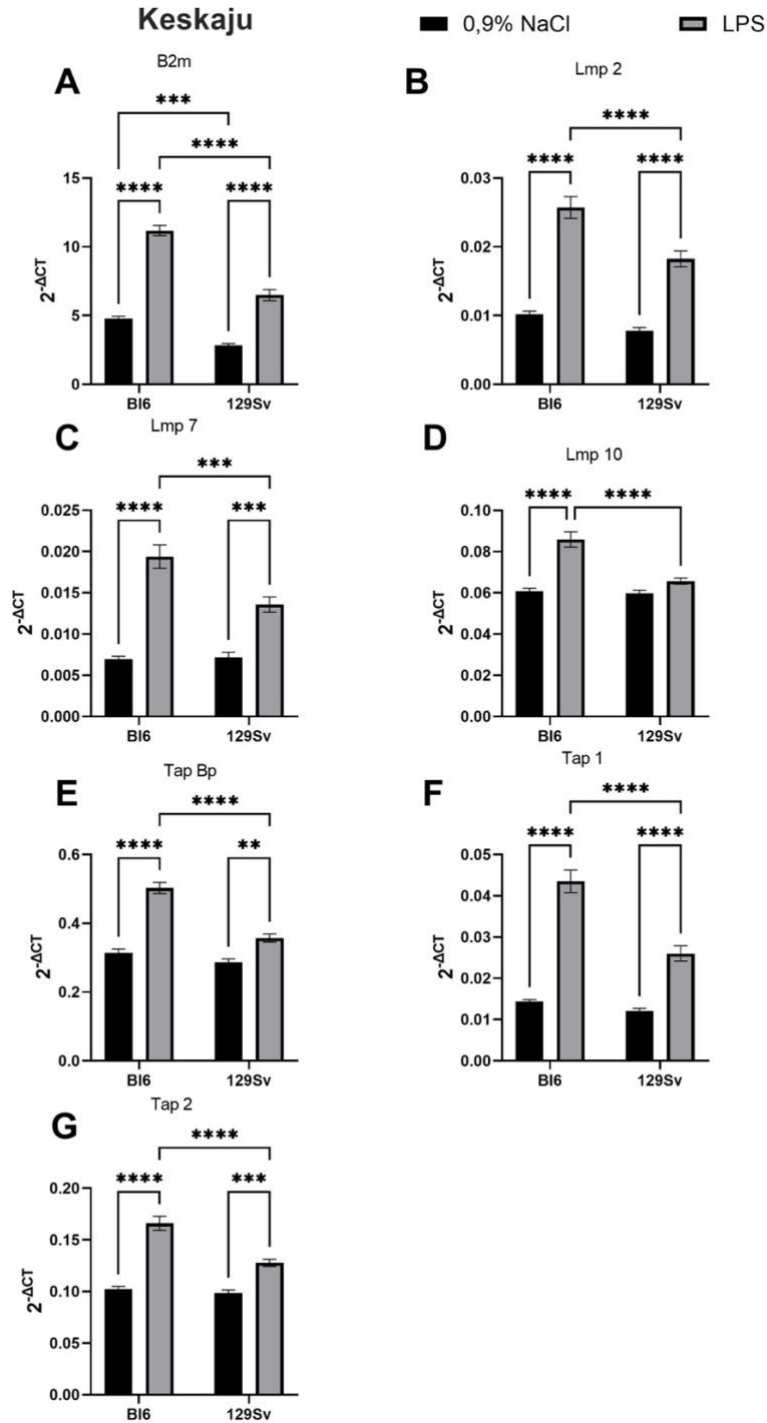 Keskaju
0,9% NaCl LPS
A
B2m
***
****
**** ****
15
10
5
0
2-ΔCT
Bl6 129Sv
B
Lmp 2
****
**** ****
0.03
0.02
0.01
0.00
2-ΔCT
Bl6 129Sv
C
Lmp 7
***
**** ***
0.025
0.020
0.015
0.010
0.005
0.000
2-ΔCT
Bl6 129Sv
D
Lmp 10
**** ****
0.10
0.08
0.06
0.04
0.02
0.00
2-ΔCT
Bl6 129Sv
E
Tap Bp
****
**** **
0.6
0.4
0.2
0.0
2-ΔCT
Bl6 129Sv
F
Tap 1
****
**** ****
0.05
0.04
0.03
0.02
0.01
0.00
2-ΔCT
Bl6 129Sv
G
Tap 2
****
**** ***
0.20
0.15
0.10
0.05
0.00
2-ΔCT
Bl6 129Sv